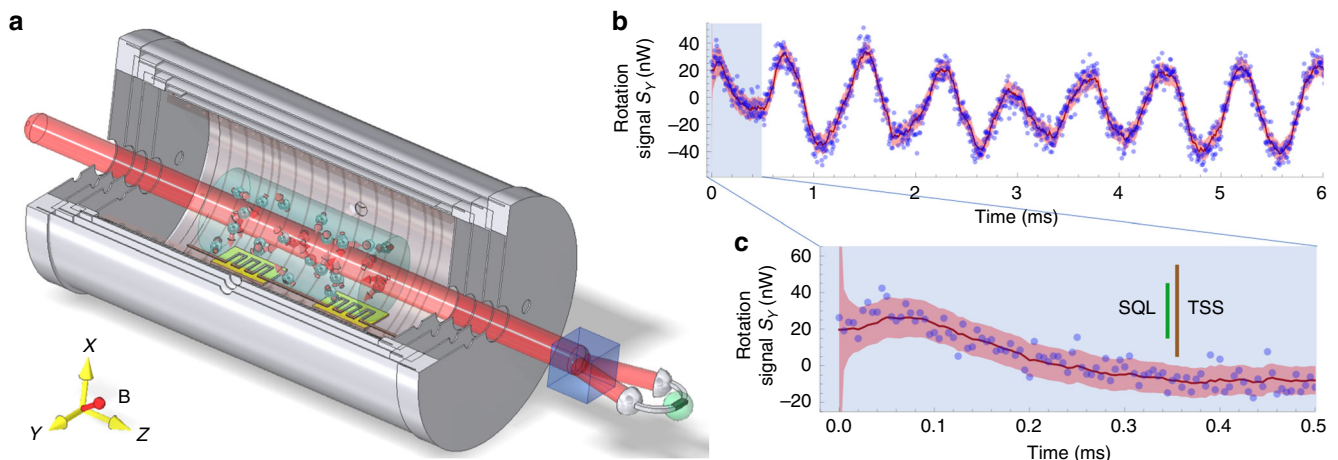 a
X
B
Y
Z
b
Rotation
signal S_Y (nW)
40
20
0
−20
−40
0
1
2
3
4
5
6
Time (ms)
c
Rotation
signal S_Y (nW)
60
40
20
0
−20
SQL
TSS
0.0
0.1
0.2
0.3
0.4
0.5
Time (ms)